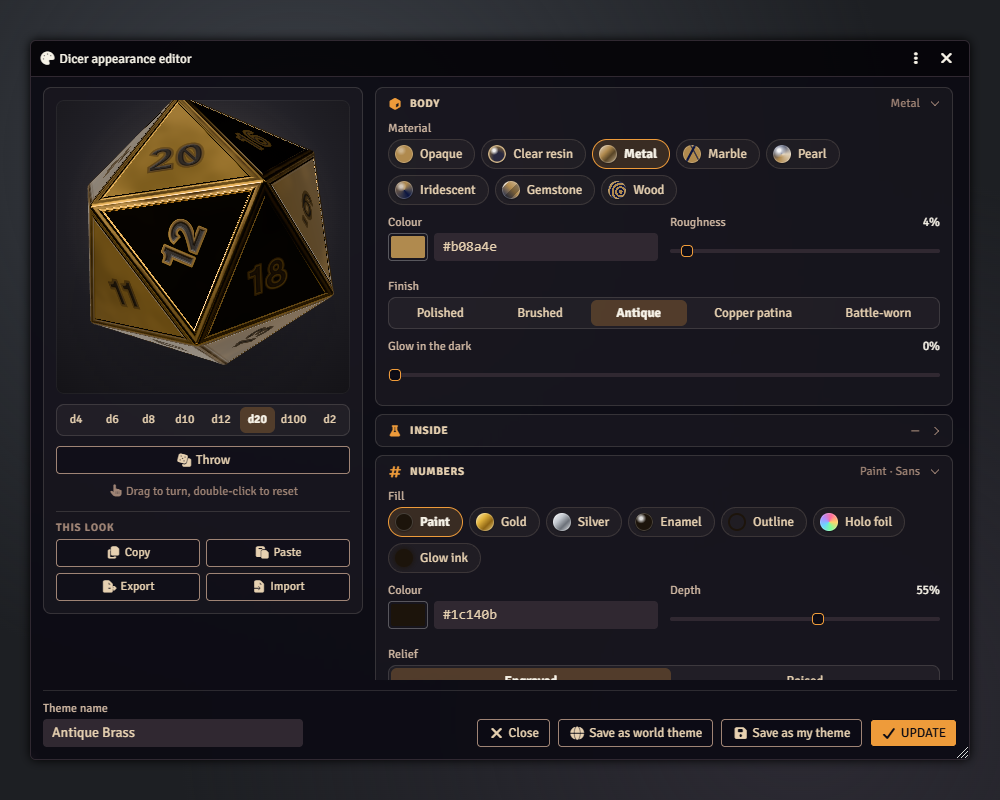 Dicer appearance editor
20
16
12
18
11
d4 d6 d8 d10 d12 d20 d100 d2
Throw
Drag to turn, double-click to reset
THIS LOOK
Copy Paste
Export Import
BODY Metal
Material
Opaque Clear resin Metal Marble Pearl
Iridescent Gemstone Wood
Colour Roughness 4%
#b08a4e
Finish
Polished Brushed Antique Copper patina Battle-worn
Glow in the dark 0%
INSIDE –
# NUMBERS Paint · Sans
Fill
Paint Gold Silver Enamel Outline Holo foil
Glow ink
Colour Depth 55%
#1c140b
Relief
Engraved Raised
Theme name
Antique Brass
Close Save as world theme Save as my theme UPDATE